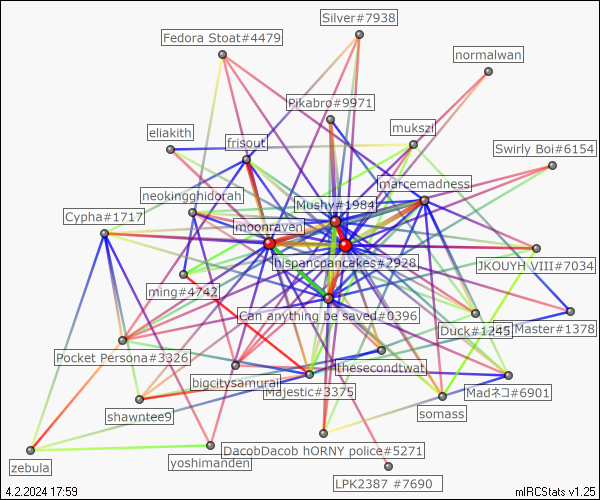 Silver#7938
Fedora Stoat#4479
normalwan
Pikabro#9971
mukszil
eliakith
frisout
Swirly Boi#6154
marcemadness
neokingghidorah
Mushy#1984
Cypha#1717
moonraven
hispancpancakes#2928
JKOUYH VIII#7034
ming#4742
Can anything be saved#0396
Duck#1245
Master#1378
Pocket Persona#3326
thesecondtwat
bigcitysamurai
Majestic#3375
Madネコ#6901
shawntee9
somass
DacobDacob hORNY police#5271
yoshimanden
zebula
LPK2387 #7690
4.2.2024 17:59
mIRCStats v1.25